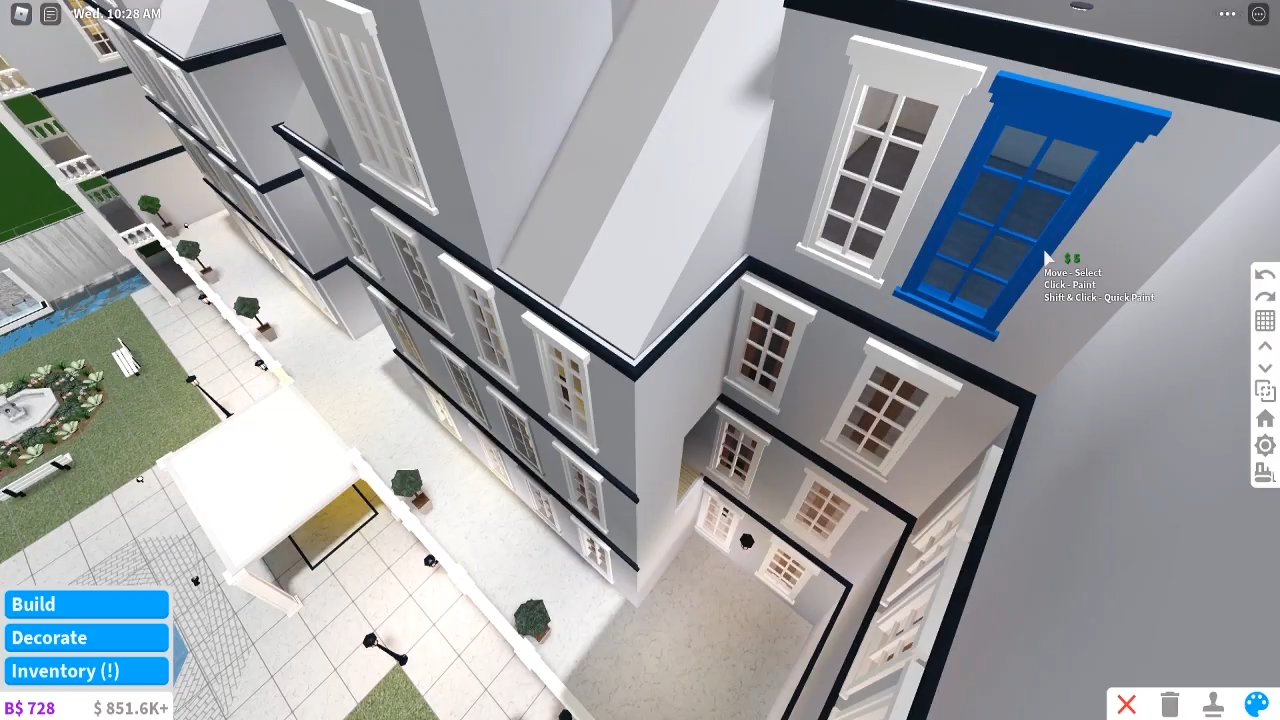 Wed. 10:28 AM
$ 5
Move - Select
Click - Paint
Shift & Click - Quick Paint
Build
Decorate
Inventory (!)
B$ 728
$ 851.6K+